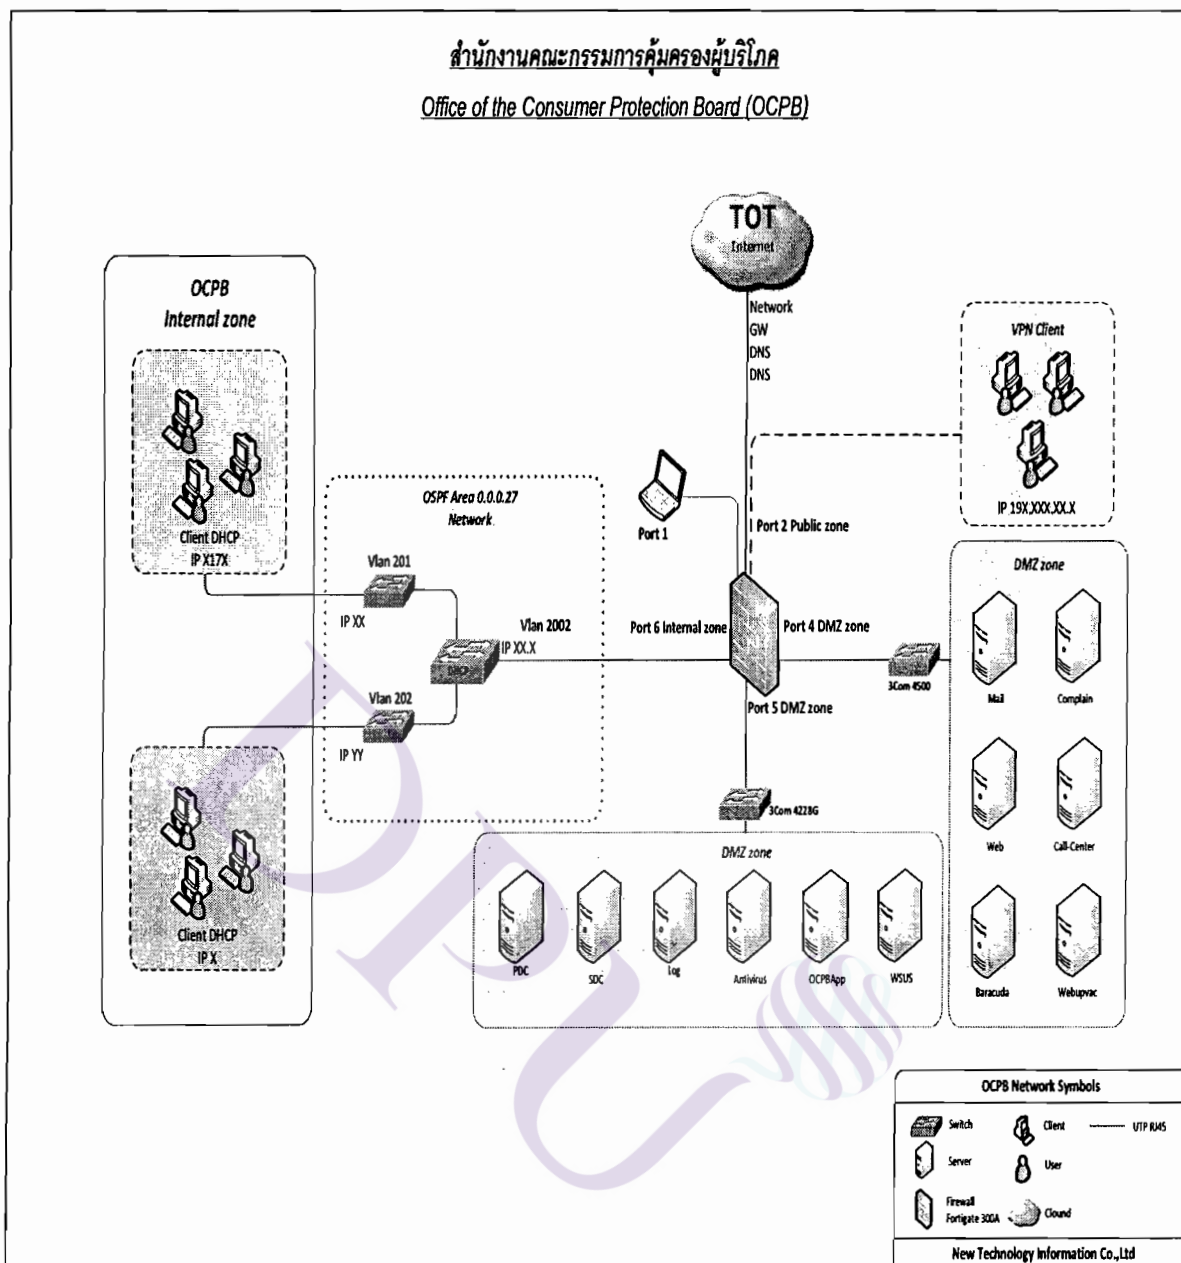 สำนักงานคณะกรรมการคุ้มครองผู้บริโภค
Office of the Consumer Protection Board (OCPB)
TOT
Internet
Network
GW
DNS
DNS
OCPB
Internal zone
Client DHCP
IP X17X
VPN Client
IP 19X.XXX.XX.X
OSPF Area 0.0.0.27
Network
Port 1
Port 2 Public zone
Vlan 201
IP XX
Vlan 2002
IP XX.X
DHCP
Port 6 Internal zone
Port 4 DMZ zone
3Com 4500
Port 5 DMZ zone
Vlan 202
IP YY
3Com 4228G
Client DHCP
IP X
DMZ zone
Mail
Complain
Web
Call-Center
Baracuda
Webupvac
DMZ zone
PDC
SDC
Log
Antivirus
OCPBApp
WSUS
DPU
OCPB Network Symbols
Switch
Client
UTP RJ45
Server
User
Firewall
Fortigate 300A
Clound
New Technology Information Co.,Ltd